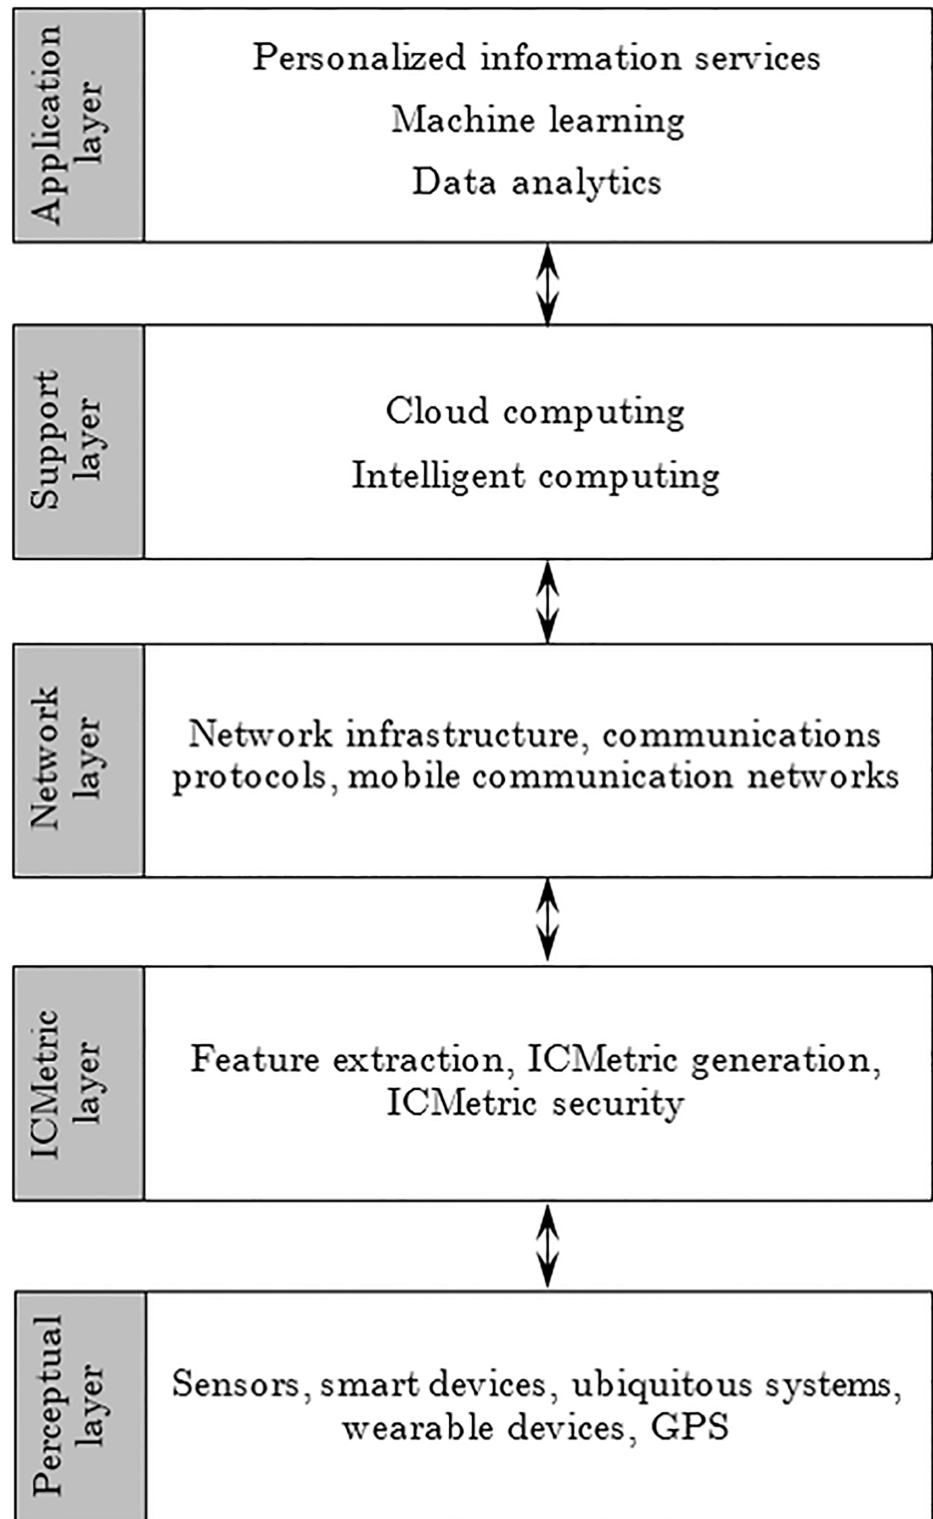 Application
layer
Personalized information services
Machine learning
Data analytics
Support
layer
Cloud computing
Intelligent computing
Network
layer
Network infrastructure, communications
protocols, mobile communication networks
ICMetric
layer
Feature extraction, ICMetric generation,
ICMetric security
Perceptual
layer
Sensors, smart devices, ubiquitous systems,
wearable devices, GPS